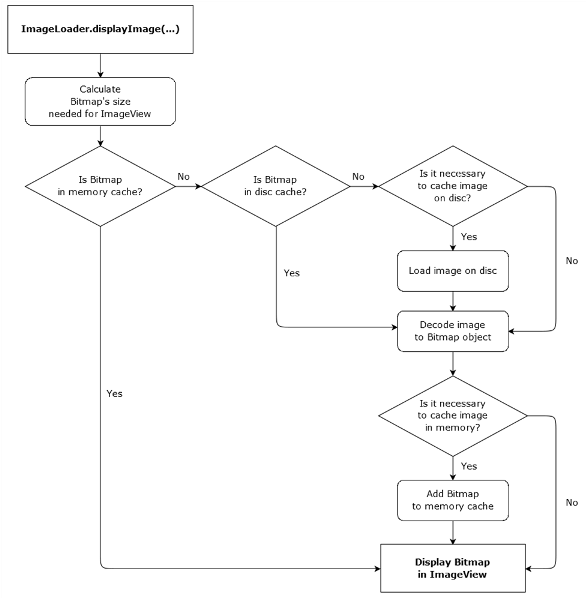 ImageLoader.displayImage(...)
Calculate
Bitmap's size
needed for ImageView
Is Bitmap
in memory cache?
No
Is Bitmap
in disc cache?
No
Is it necessary
to cache image
on disc?
Yes
No
Load image on disc
Yes
Decode image
to Bitmap object
Yes
Is it necessary
to cache image
in memory?
Yes
No
Add Bitmap
to memory cache
Display Bitmap
in ImageView